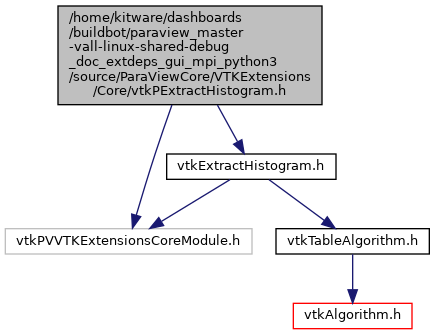 /home/kitware/dashboards
/buildbot/paraview_master
-vall-linux-shared-debug
_doc_extdeps_gui_mpi_python3
/source/ParaViewCore/VTKExtensions
/Core/vtkPExtractHistogram.h
vtkExtractHistogram.h
vtkPVVTKExtensionsCoreModule.h
vtkTableAlgorithm.h
vtkAlgorithm.h